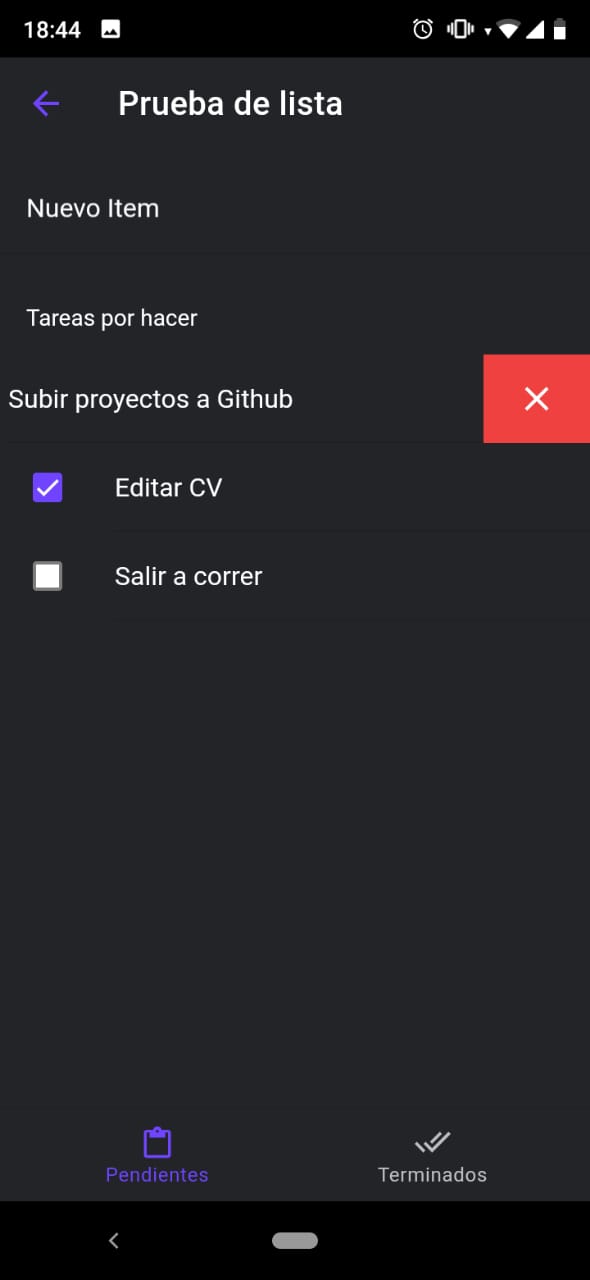 18:44
Prueba de lista
Nuevo Item
Tareas por hacer
Subir proyectos a Github
Editar CV
Salir a correr
Pendientes
Terminados